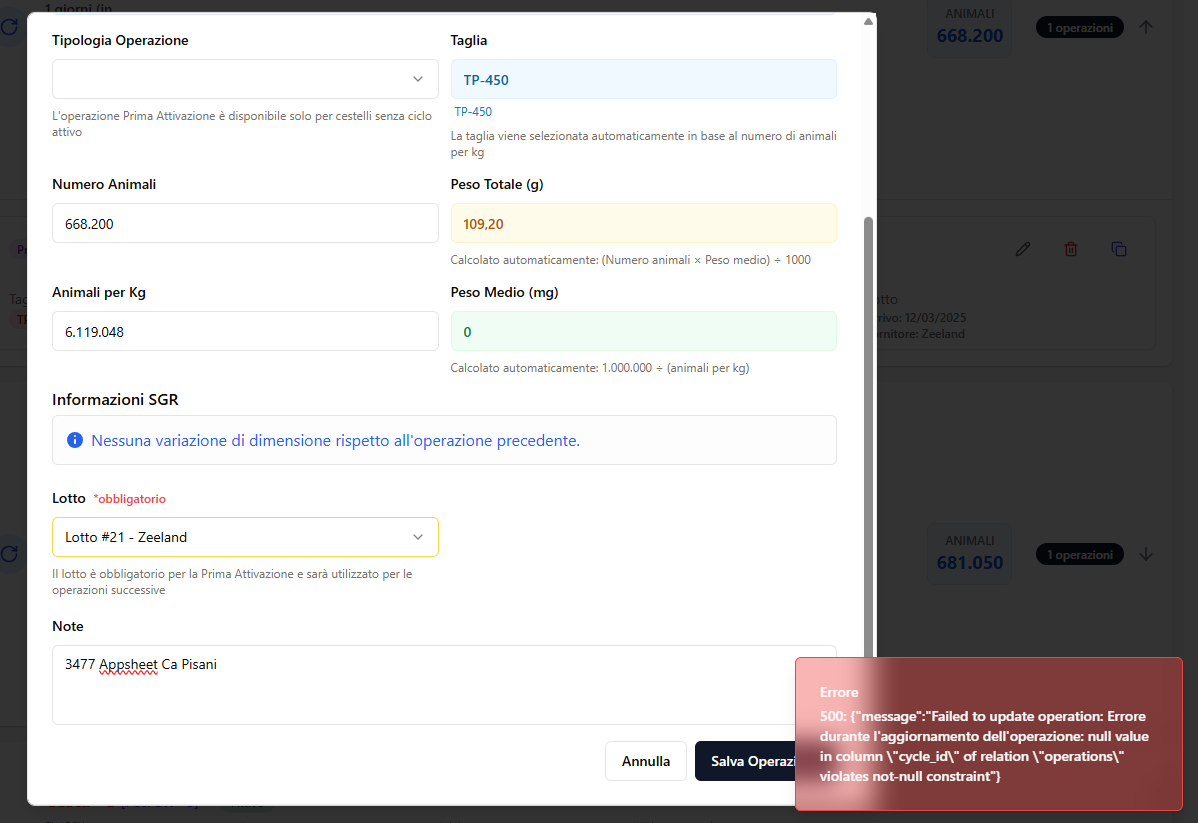 1 giorni (in
ANIMALI
668.200
1 operazioni
Tipologia Operazione
Taglia
TP-450
L'operazione Prima Attivazione è disponibile solo per cestelli senza ciclo
attivo
TP-450
La taglia viene selezionata automaticamente in base al numero di animali
per kg
Numero Animali
Peso Totale (g)
668.200
109,20
Calcolato automaticamente: (Numero animali × Peso medio) ÷ 1000
Animali per Kg
Peso Medio (mg)
6.119.048
0
Calcolato automaticamente: 1.000.000 ÷ (animali per kg)
Pr
Tag
TP
otto
rivo: 12/03/2025
rnitore: Zeeland
Informazioni SGR
Nessuna variazione di dimensione rispetto all'operazione precedente.
Lotto *obbligatorio
Lotto #21 - Zeeland
Il lotto è obbligatorio per la Prima Attivazione e sarà utilizzato per le
operazioni successive
ANIMALI
681.050
1 operazioni
Note
3477 Appsheet Ca Pisani
Annulla
Salva Operazi
Errore
500: {"message":"Failed to update operation: Errore
durante l'aggiornamento dell'operazione: null value
in column \"cycle_id\" of relation \"operations\"
violates not-null constraint"}